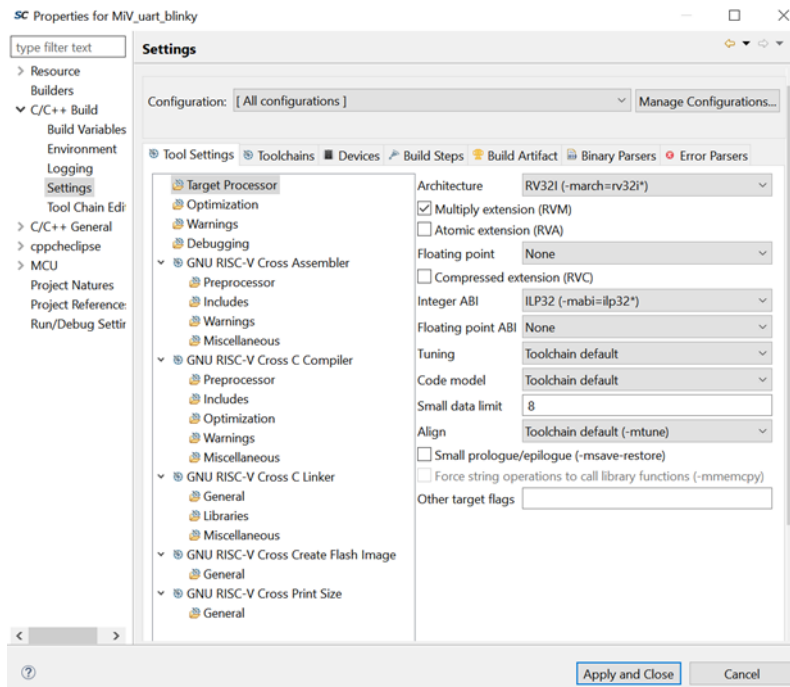 SC Properties for MiV_uart_blinky
type filter text
Resource
Builders
C/C++ Build
Build Variables
Environment
Logging
Settings
Tool Chain Edi
C/C++ General
cppcheclipse
MCU
Project Natures
Project Reference
Run/Debug Settir
Settings
Configuration: [ All configurations ] Manage Configurations...
Tool Settings Toolchains Devices Build Steps Build Artifact Binary Parsers Error Parsers
Target Processor
Optimization
Warnings
Debugging
GNU RISC-V Cross Assembler
Preprocessor
Includes
Warnings
Miscellaneous
GNU RISC-V Cross C Compiler
Preprocessor
Includes
Optimization
Warnings
Miscellaneous
GNU RISC-V Cross C Linker
General
Libraries
Miscellaneous
GNU RISC-V Cross Create Flash Image
General
GNU RISC-V Cross Print Size
General
Architecture RV32I (-march=rv32i*)
Multiply extension (RVM)
Atomic extension (RVA)
Floating point None
Compressed extension (RVC)
Integer ABI ILP32 (-mabi=ilp32*)
Floating point ABI None
Tuning Toolchain default
Code model Toolchain default
Small data limit 8
Align Toolchain default (-mtune)
Small prologue/epilogue (-msave-restore)
Force string operations to call library functions (-mmemcpy)
Other target flags
Apply and Close Cancel